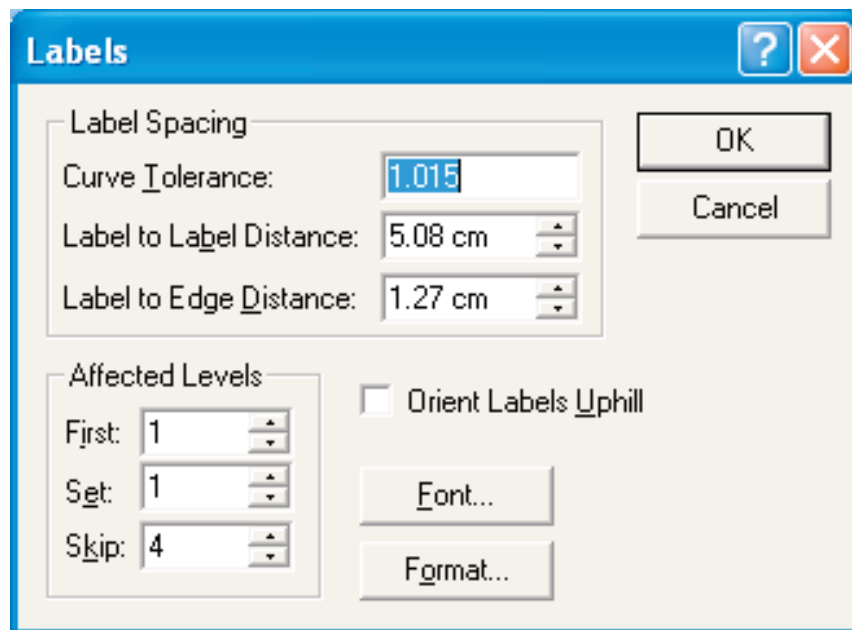 Labels
Label Spacing
Curve Tolerance: 1.015
Label to Label Distance: 5.08 cm
Label to Edge Distance: 1.27 cm
OK
Cancel
Affected Levels
First: 1
Set: 1
Skip: 4
Orient Labels Uphill
Font...
Format...